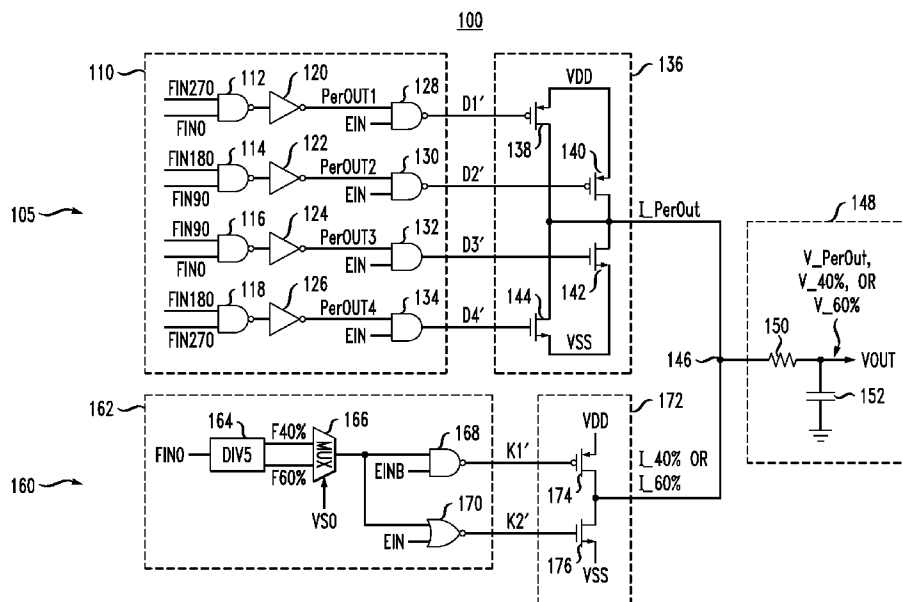 100
110
FIN270
FIN0
112
120
PerOUT1
EIN
128
D1'
136
VDD
138
FIN180
FIN90
114
122
PerOUT2
EIN
130
D2'
140
105
FIN90
FIN0
116
124
PerOUT3
EIN
132
D3'
142
I_PerOut
148
V_PerOut,
V_40%, OR
V_60%
FIN180
FIN270
118
126
PerOUT4
EIN
134
D4'
144
VSS
146
150
VOUT
152
162
164
166
FIN0
DIV5
F40%
F60%
MUX
VSO
168
EINB
K1'
172
VDD
174
I_40% OR
I_60%
160
170
EIN
K2'
176
VSS